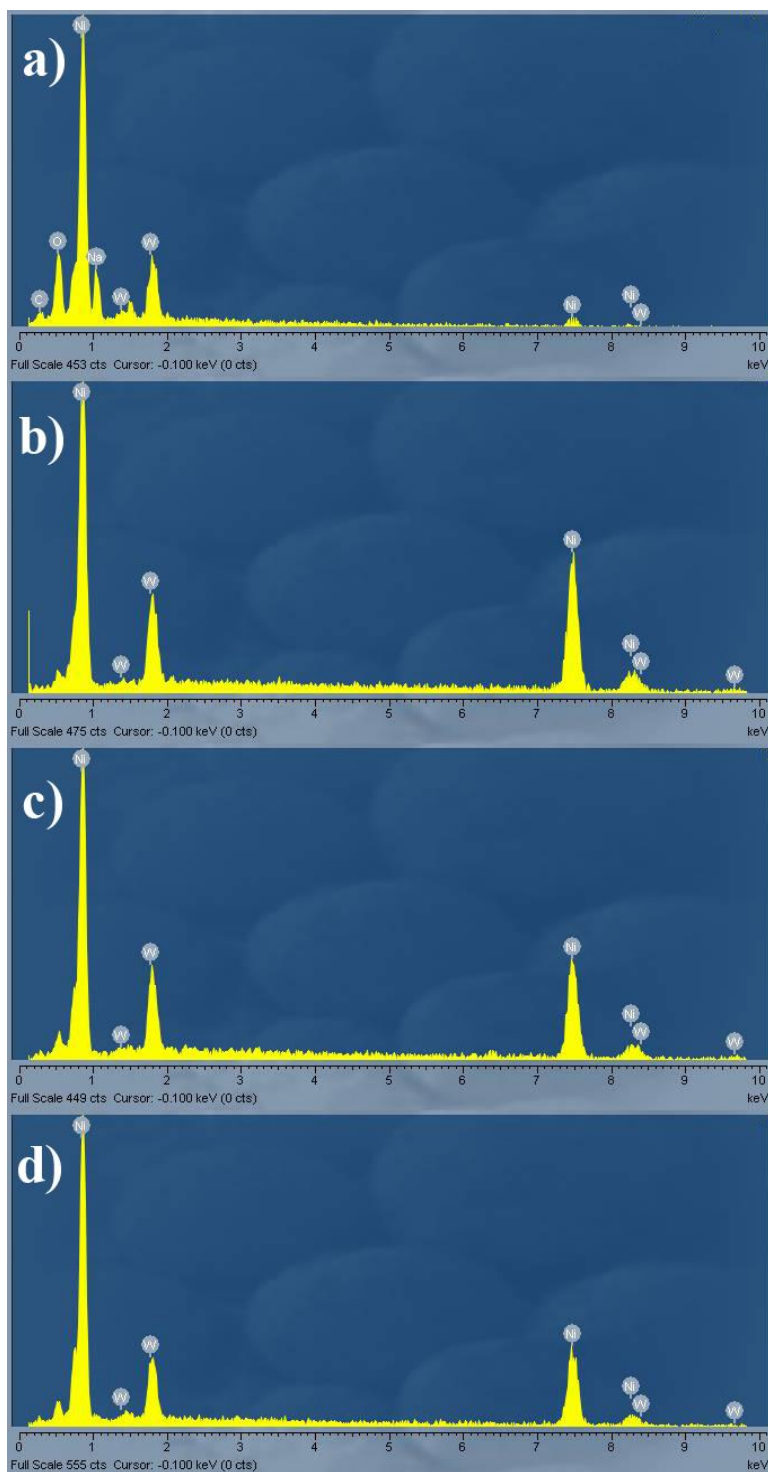 a)
Ni
O
W
Na
C
W
Ni
Ni
W
0 1 2 3 4 5 6 7 8 9 10
Full Scale 453 cts Cursor: -0.100 keV (0 cts) keV
b)
Ni
W
Ni
W
Ni
W
W
0 1 2 3 4 5 6 7 8 9 10
Full Scale 475 cts Cursor: -0.100 keV (0 cts) keV
c)
Ni
W
Ni
W
Ni
W
W
0 1 2 3 4 5 6 7 8 9 10
Full Scale 449 cts Cursor: -0.100 keV (0 cts) keV
d)
Ni
W
Ni
W
Ni
W
W
0 1 2 3 4 5 6 7 8 9 10
Full Scale 555 cts Cursor: -0.100 keV (0 cts) keV